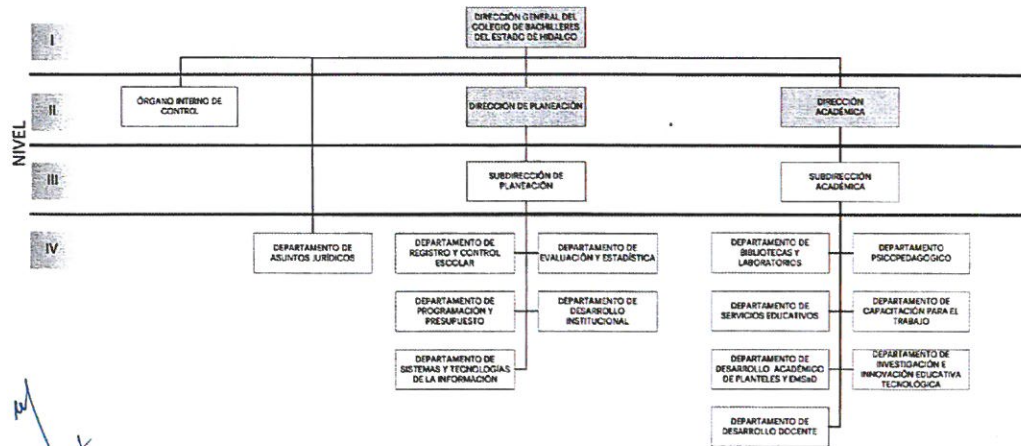 DIRECCIÓN GENERAL DEL
COLEGIO DE BACHILLERES
DEL ESTADO DE HIDALGO
NIVEL
I
II
ÓRGANO INTERNO DE
CONTROL
DIRECCIÓN DE PLANEACIÓN
DIRECCIÓN
ACADÉMICA
III
SUBDIRECCIÓN DE
PLANEACIÓN
SUBDIRECCIÓN
ACADÉMICA
IV
DEPARTAMENTO DE
ASUNTOS JURÍDICOS
DEPARTAMENTO DE
REGISTRO Y CONTROL
ESCOLAR
DEPARTAMENTO DE
EVALUACIÓN Y ESTADÍSTICA
DEPARTAMENTO DE
BIBLIOTECAS Y
LABORATORIOS
DEPARTAMENTO
PSICOPEDAGÓGICO
DEPARTAMENTO DE
PROGRAMACIÓN Y
PRESUPUESTO
DEPARTAMENTO DE
DESARROLLO
INSTITUCIONAL
DEPARTAMENTO DE
SERVICIOS EDUCATIVOS
DEPARTAMENTO DE
CAPACITACIÓN PARA EL
TRABAJO
DEPARTAMENTO DE
SISTEMAS Y TECNOLOGÍAS
DE LA INFORMACIÓN
DEPARTAMENTO DE
DESARROLLO ACADÉMICO
DE PLANTELES Y EMSaD
DEPARTAMENTO DE
INVESTIGACIÓN E
INNOVACIÓN EDUCATIVA
TECNOLÓGICA
DEPARTAMENTO DE
DESARROLLO DOCENTE